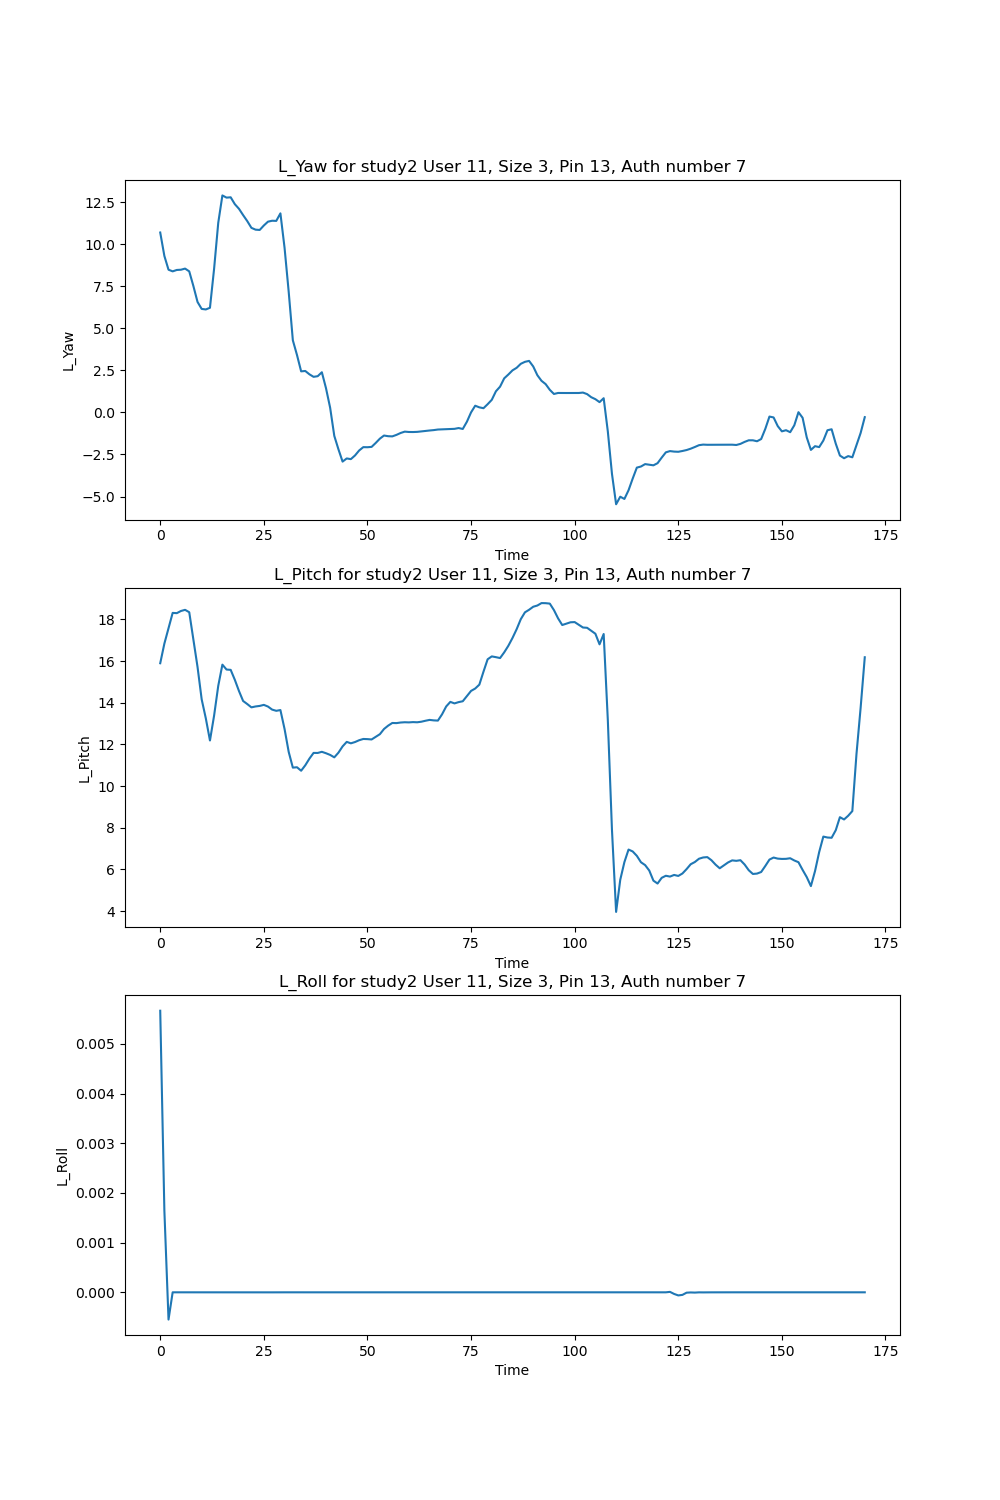 L_Yaw for study2 User 11, Size 3, Pin 13, Auth number 7
12.5
10.0
7.5
5.0
2.5
0.0
−2.5
−5.0
L_Yaw
0 25 50 75 100 125 150 175
Time
L_Pitch for study2 User 11, Size 3, Pin 13, Auth number 7
18
16
14
12
10
8
6
4
L_Pitch
0 25 50 75 100 125 150 175
Time
L_Roll for study2 User 11, Size 3, Pin 13, Auth number 7
0.005
0.004
0.003
0.002
0.001
0.000
L_Roll
0 25 50 75 100 125 150 175
Time